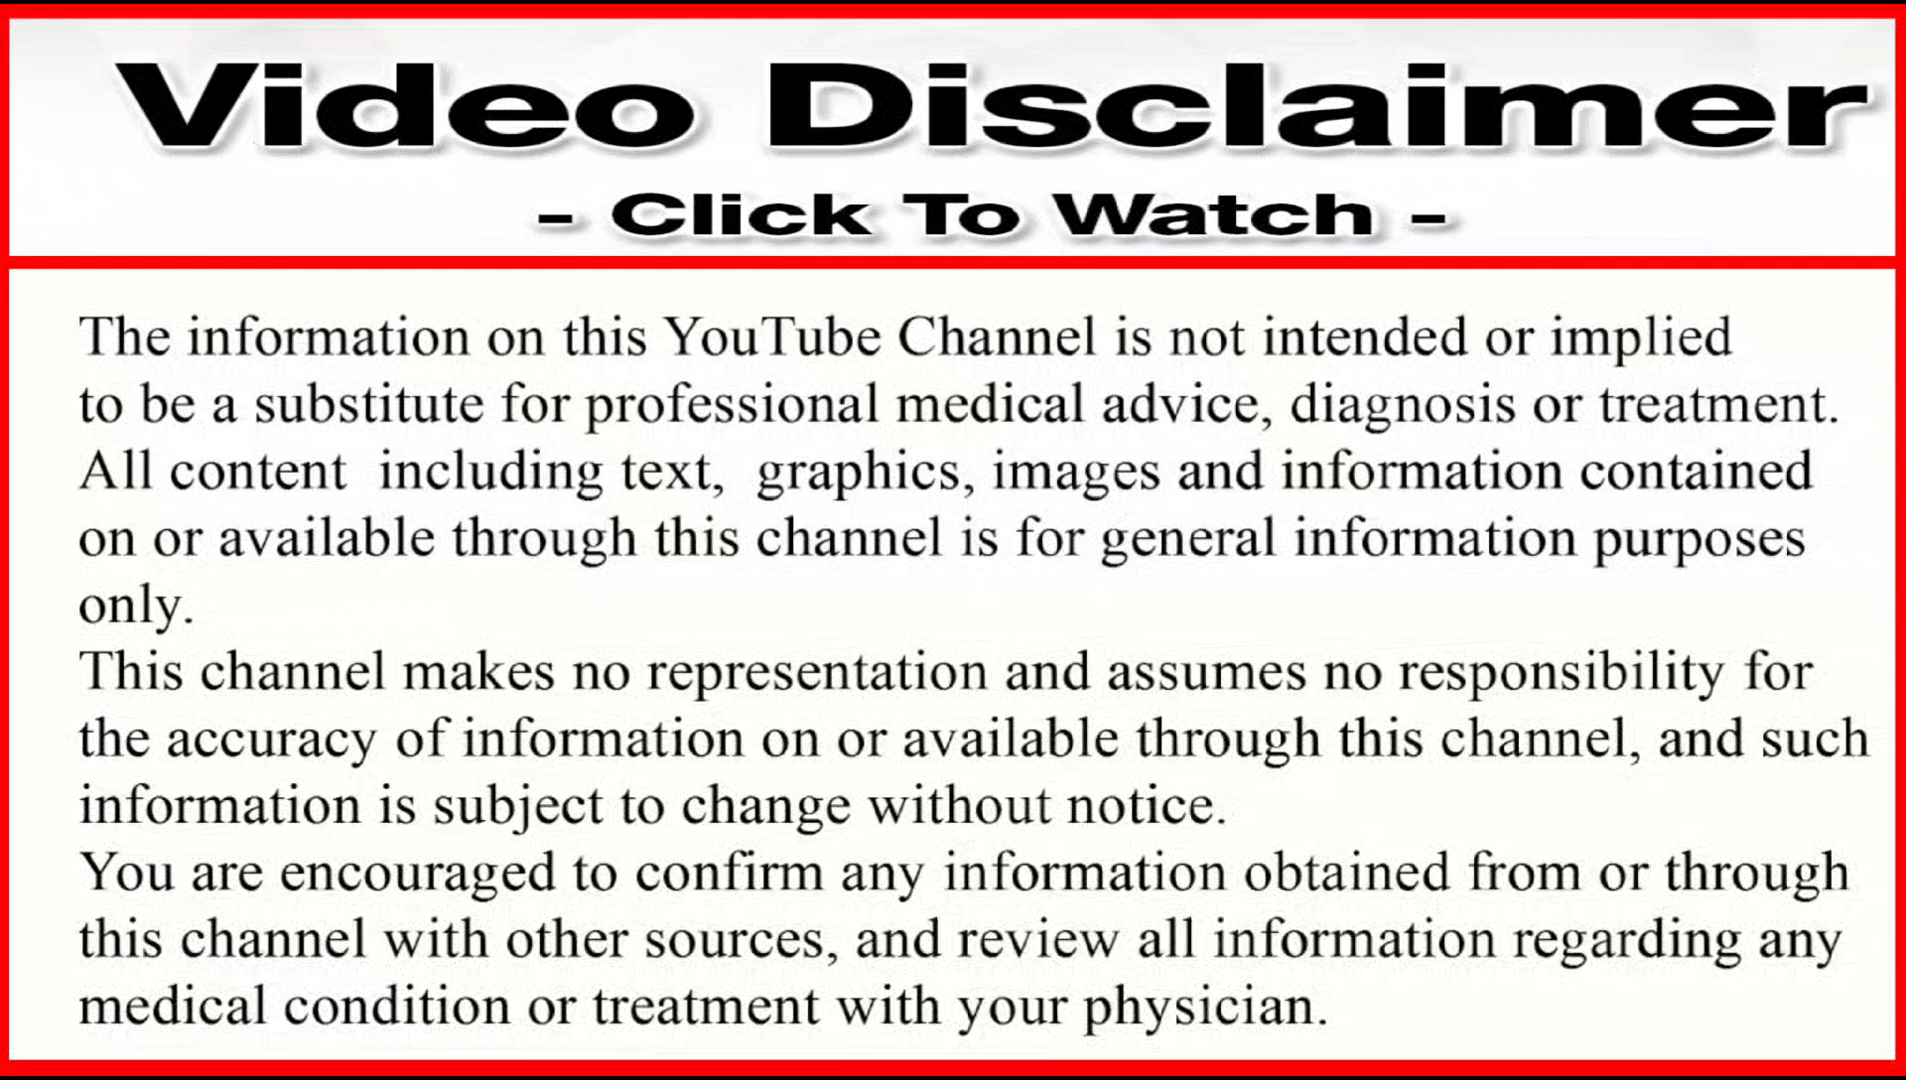 Video Disclaimer
- Click To Watch -
The information on this YouTube Channel is not intended or implied
to be a substitute for professional medical advice, diagnosis or treatment.
All content  including text,  graphics, images and information contained
on or available through this channel is for general information purposes
only.
This channel makes no representation and assumes no responsibility for
the accuracy of information on or available through this channel, and such
information is subject to change without notice.
You are encouraged to confirm any information obtained from or through
this channel with other sources, and review all information regarding any
medical condition or treatment with your physician.